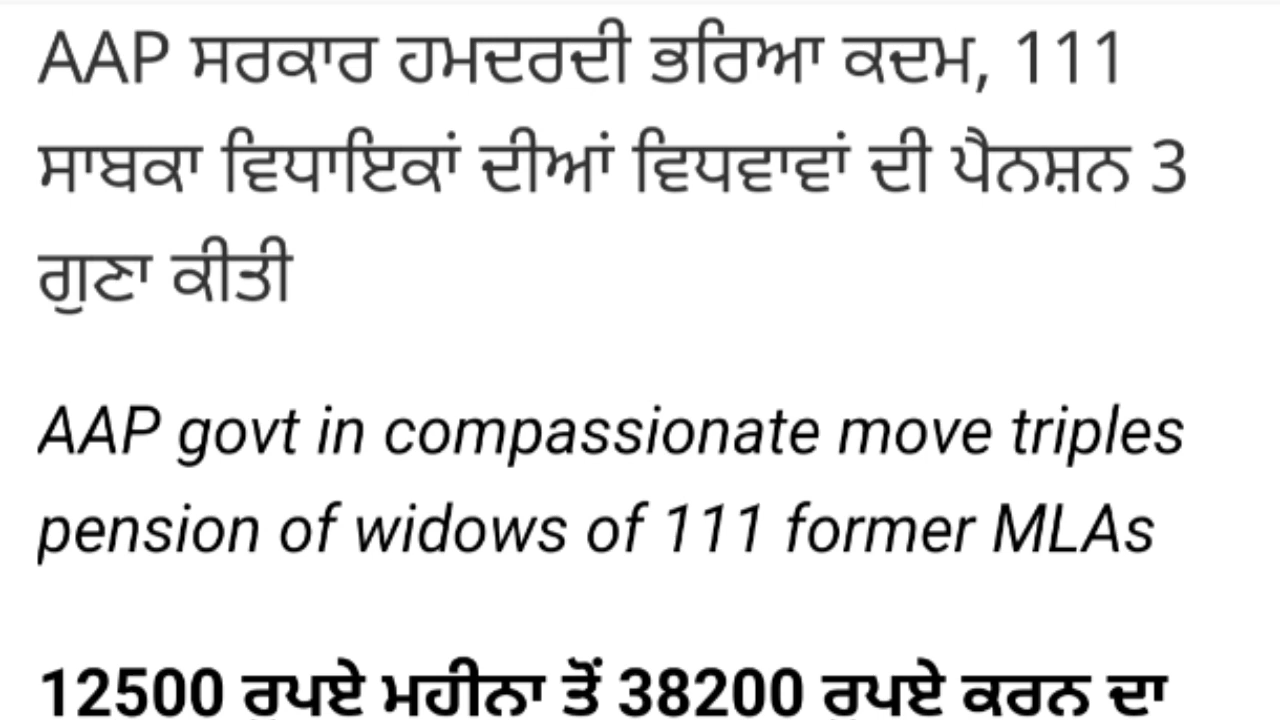 AAP ਸਰਕਾਰ ਹਮਦਰਦੀ ਭਰਿਆ ਕਦਮ, 111
ਸਾਬਕਾ ਵਿਧਾਇਕਾਂ ਦੀਆਂ ਵਿਧਵਾਵਾਂ ਦੀ ਪੈਨਸ਼ਨ 3
ਗੁਣਾ ਕੀਤੀ
AAP govt in compassionate move triples
pension of widows of 111 former MLAs
12500 ਰੁਪਏ ਮਹੀਨਾ ਤੋਂ 38200 ਰੁਪਏ ਕਰਨ ਦਾ